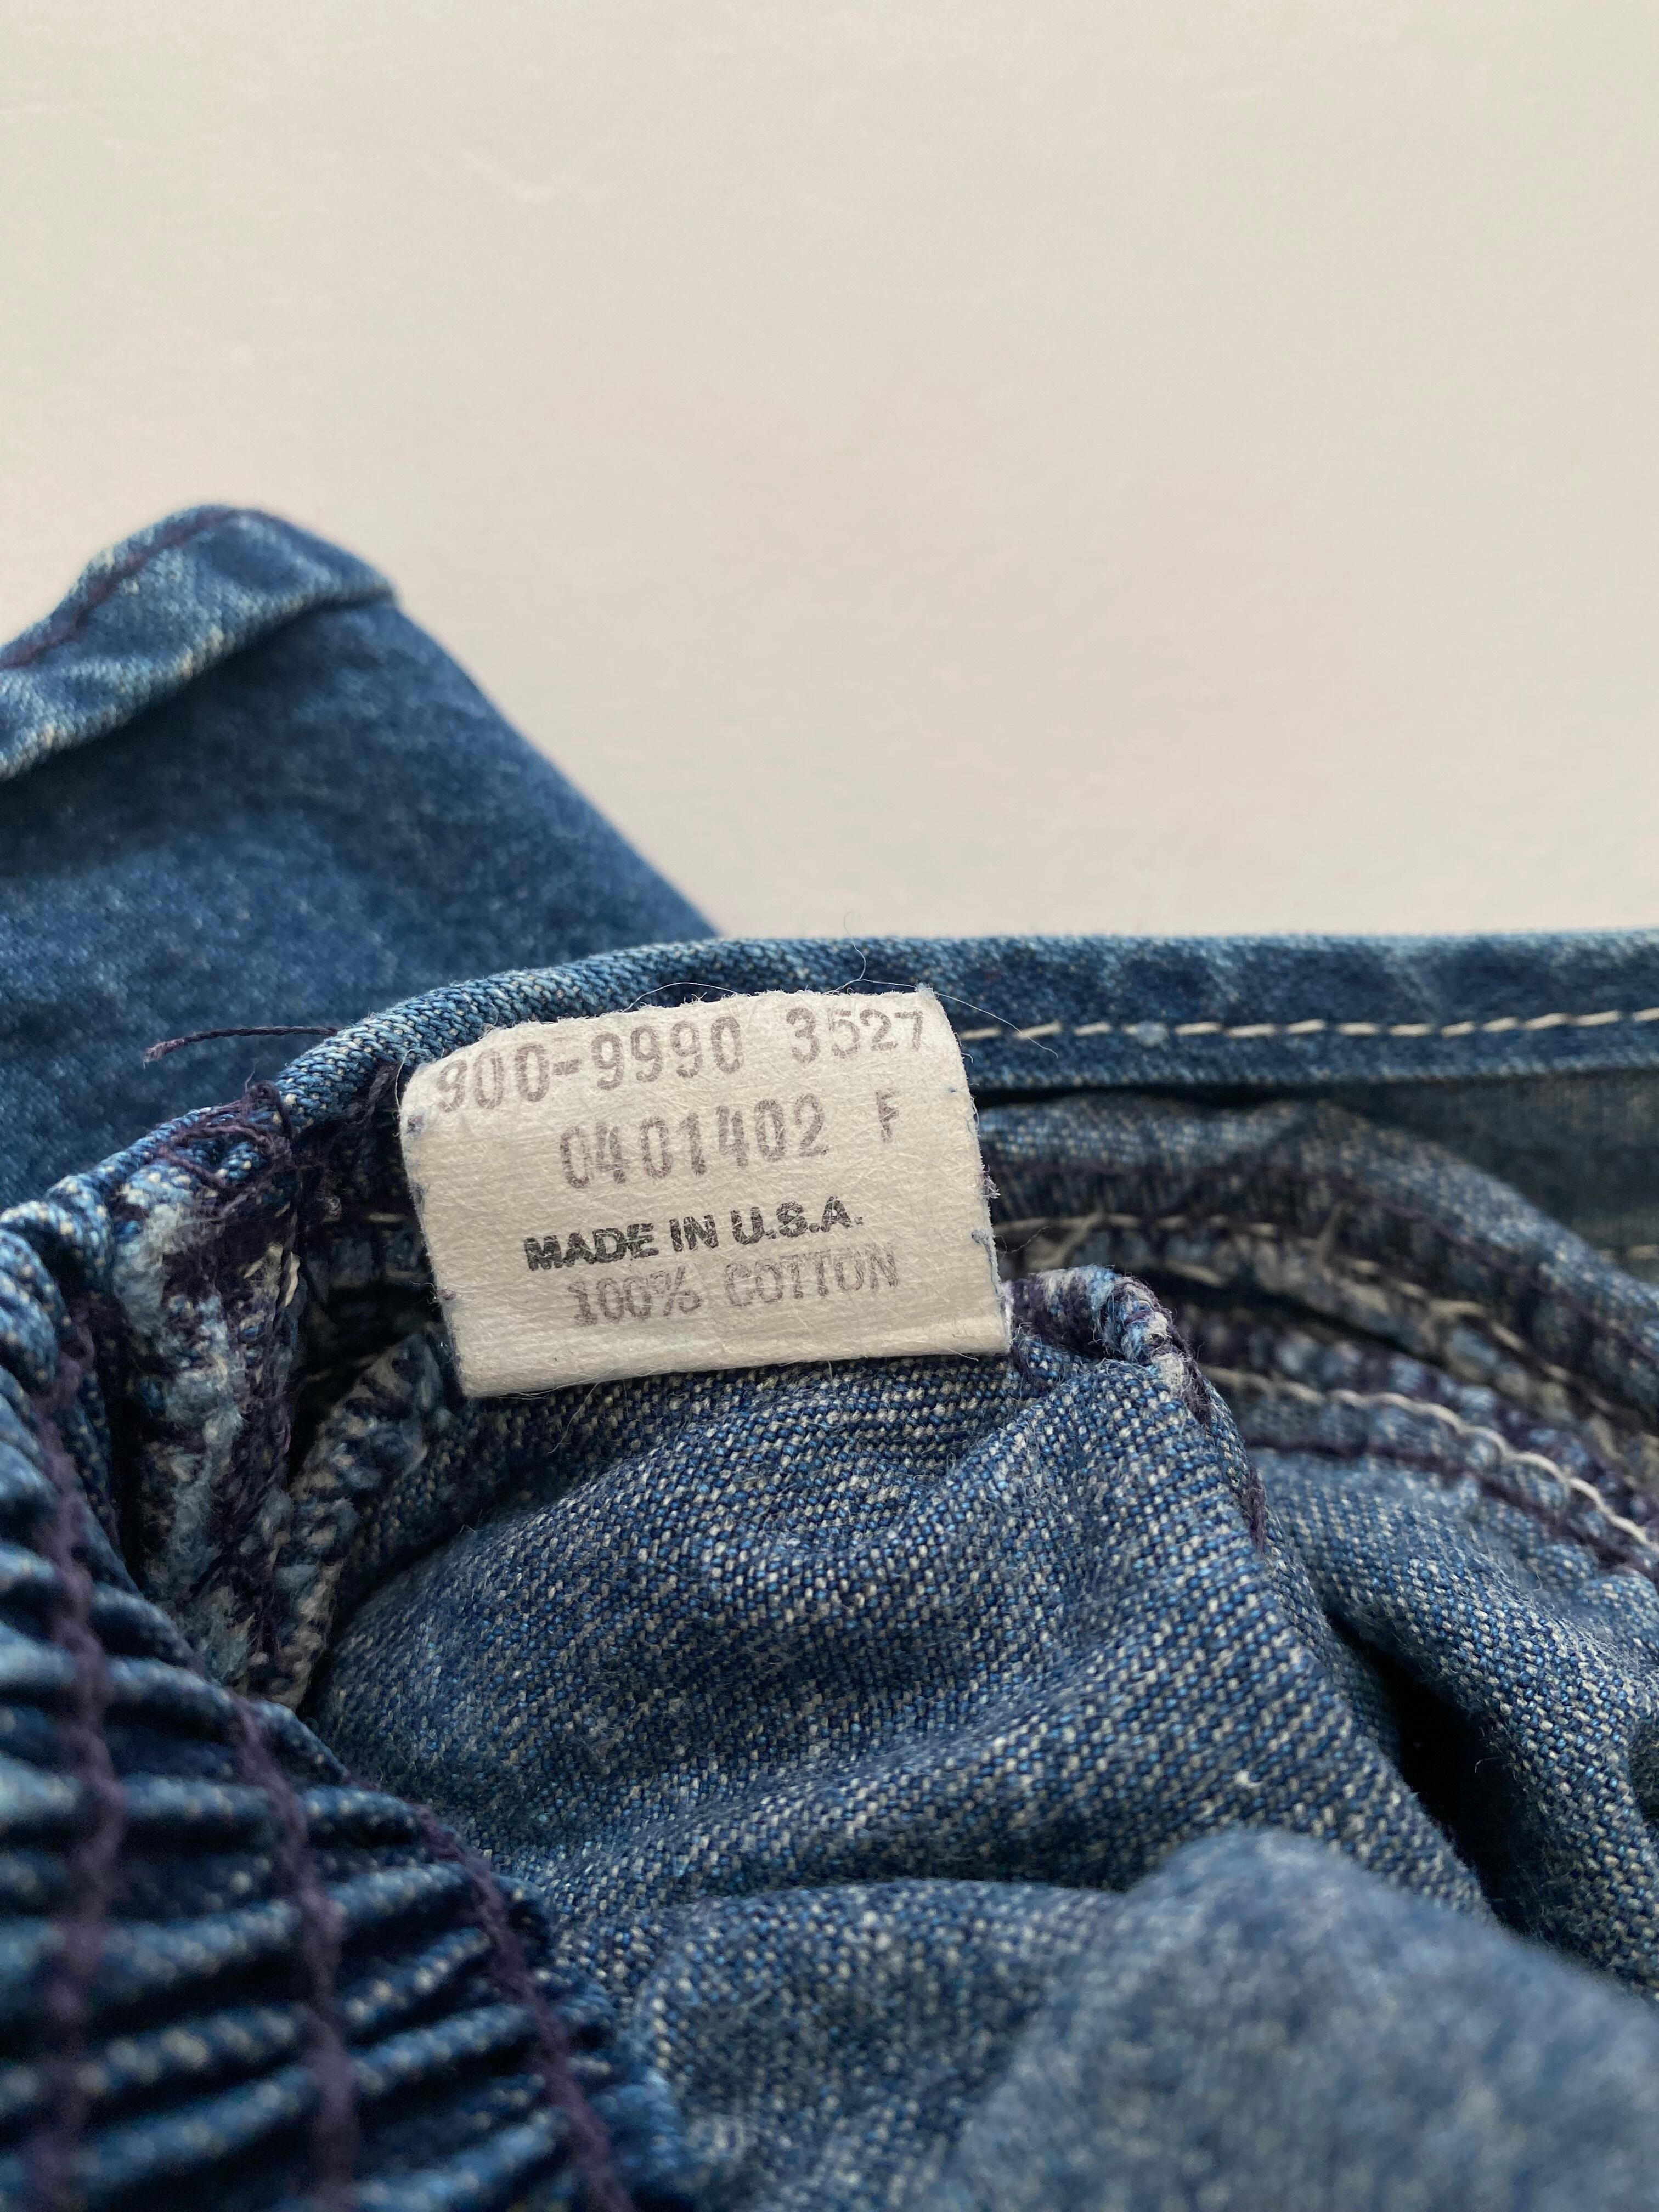 900-9990 3527
0401402 F
MADE IN U.S.A.
100% COTTON